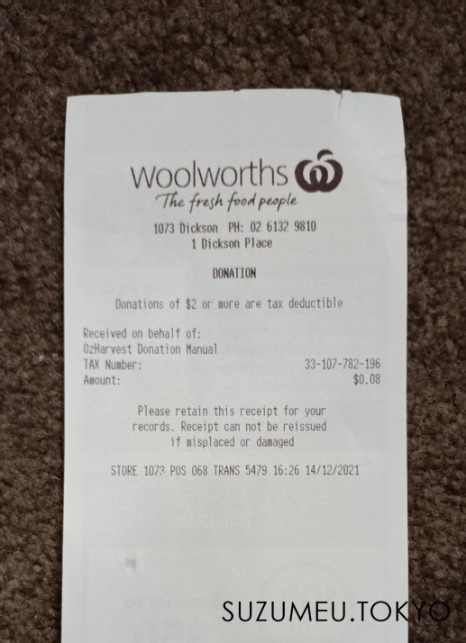 woolworths
The fresh food people
1073 Dickson PH: 02 6132 9810
1 Dickson Place
DONATION
Donations of $2 or more are tax deductible
Received on behalf of:
OzHarvest Donation Manual
TAX Number: 33-107-782-196
Amount: $0.08
Please retain this receipt for your
records. Receipt can not be reissued
if misplaced or damaged
STORE 1073 POS 068 TRANS 5479 16:26 14/12/2021
SUZUMEU.TOKYO